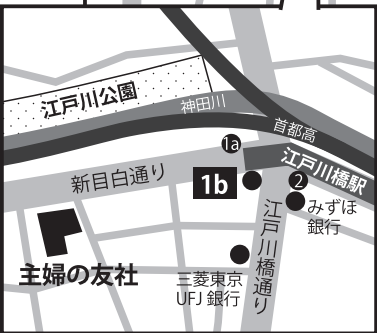 江戸川公園
神田川
首都高
1a
江戸川橋駅
新目白通り
1b
2
みずほ
銀行
江戸川橋通り
主婦の友社
三菱東京
UFJ 銀行